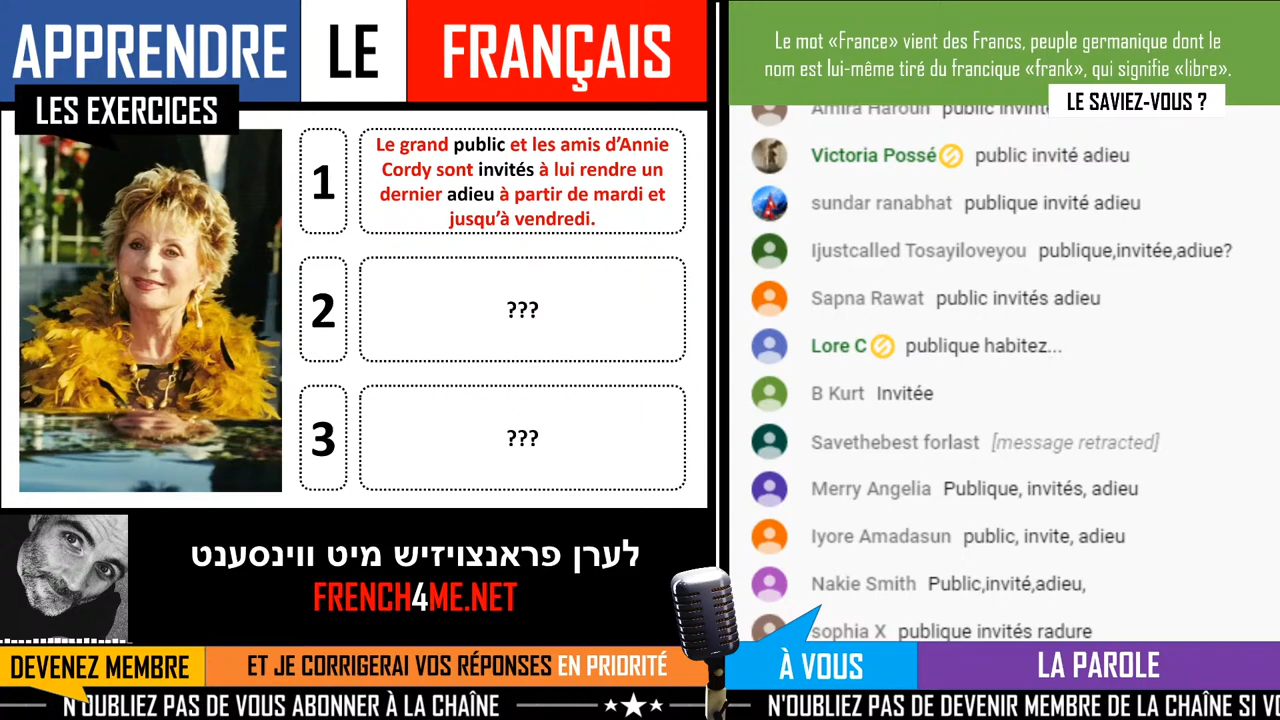 APPRENDRE LE FRANÇAIS
LES EXERCICES
1
Le grand public et les amis d’Annie
Cordy sont invités à lui rendre un
dernier adieu à partir de mardi et
jusqu’à vendredi.
2
???
3
???
לערן פראנצויזיש מיט ווינסענט
FRENCH4ME.NET
DEVENEZ MEMBRE
ET JE CORRIGERAI VOS RÉPONSES EN PRIORITÉ
N'OUBLIEZ PAS DE VOUS ABONNER À LA CHAÎNE
Le mot «France» vient des Francs, peuple germanique dont le
nom est lui-même tiré du francique «frank», qui signifie «libre».
LE SAVIEZ-VOUS ?
Amira Haroun public
Victoria Possé public invité adieu
sundar ranabhat publique invité adieu
Ijustcalled Tosayiloveyou publique,invitée,adiue?
Sapna Rawat public invités adieu
Lore C publique habitez...
B Kurt Invitée
Savethebest forlast [message retracted]
Merry Angelia Publique, invités, adieu
Iyore Amadasun public, invite, adieu
Nakie Smith Public,invité,adieu,
sophia X publique invités radure
À VOUS
LA PAROLE
N'OUBLIEZ PAS DE DEVENIR MEMBRE DE LA CHAÎNE SI